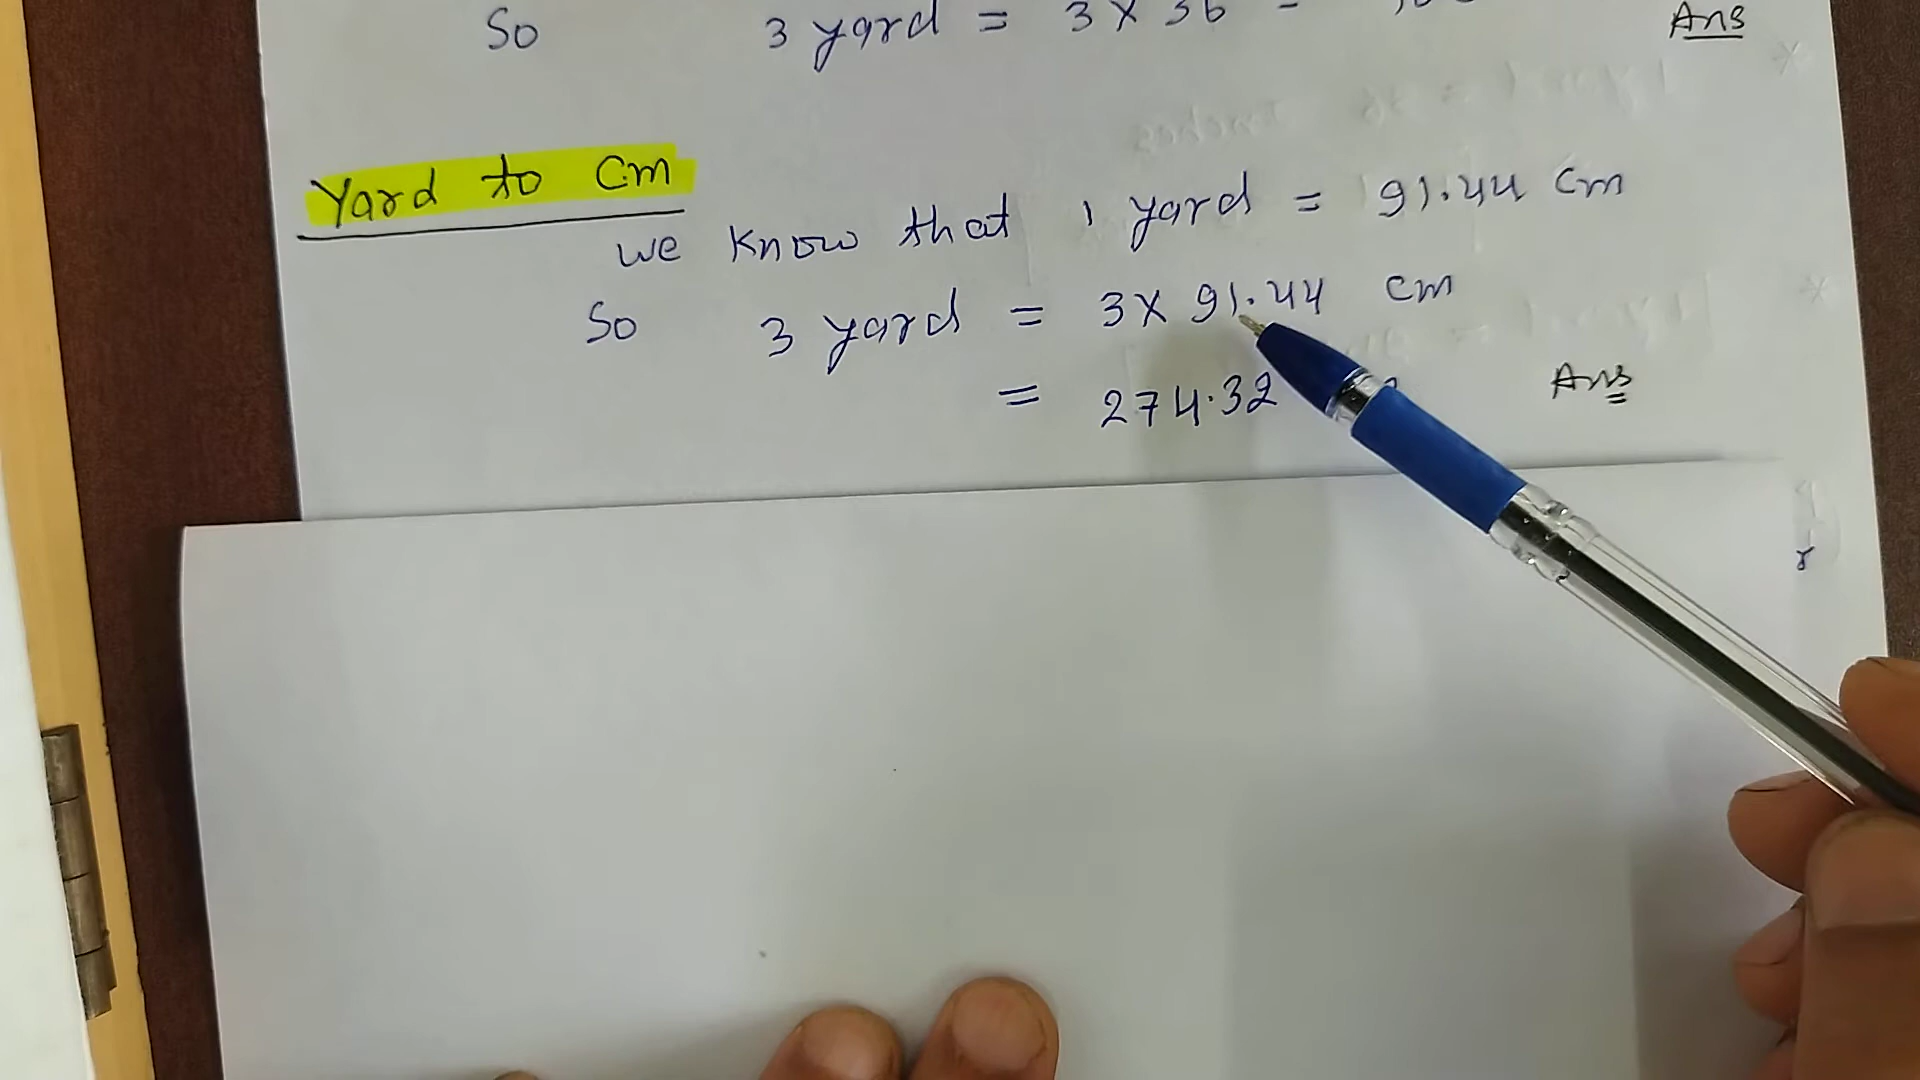 So 3 yard = 3 X 36 =
Ans
Yard to Cm
we know that 1 yard = 91.44 Cm
So 3 yard = 3 X 91.44 cm
= 274.32
Ans